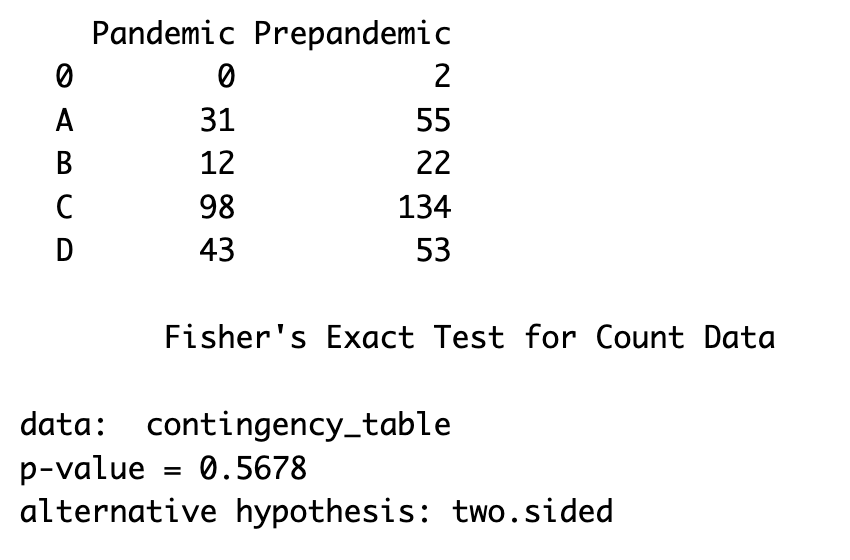 Pandemic Prepandemic
0 0 2
A 31 55
B 12 22
C 98 134
D 43 53
Fisher's Exact Test for Count Data
data: contingency_table
p-value = 0.5678
alternative hypothesis: two.sided